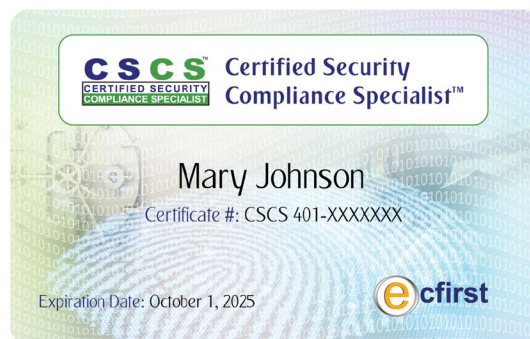 CSCS™
CERTIFIED SECURITY
COMPLIANCE SPECIALIST
Certified Security
Compliance Specialist™
Mary Johnson
Certificate #: CSCS 401-XXXXXXX
Expiration Date: October 1, 2025
ecfirst